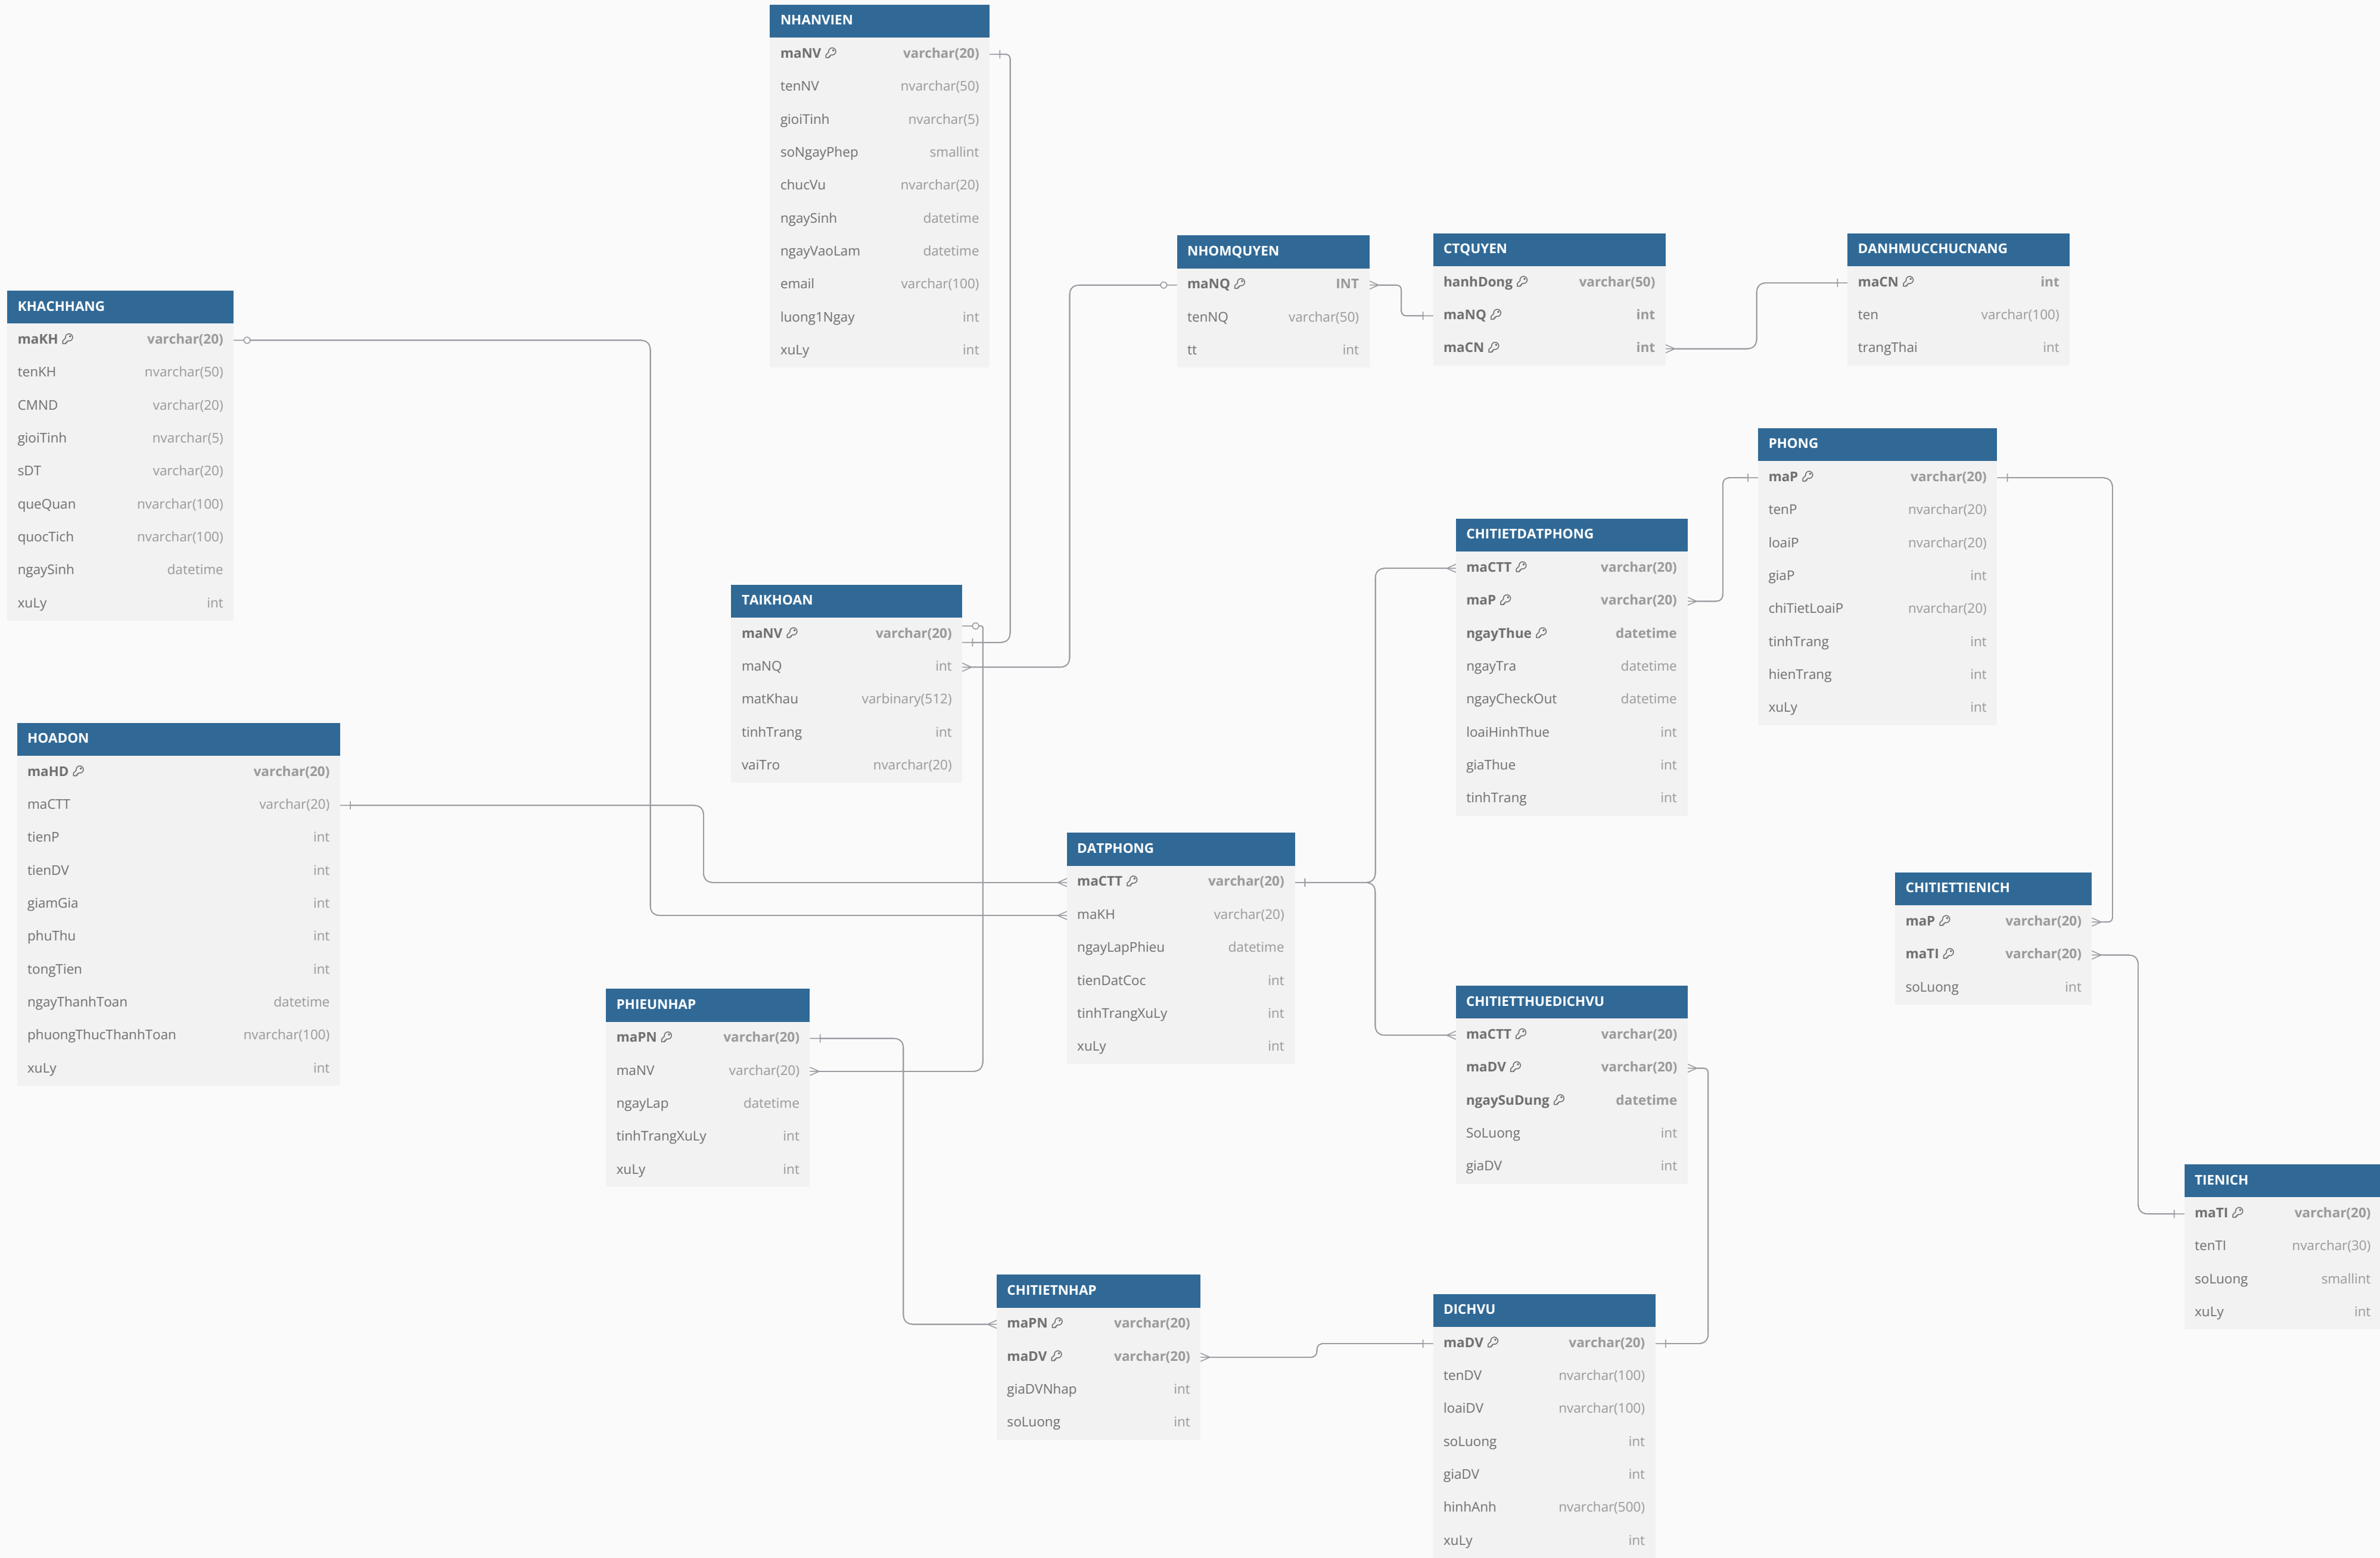 NHANVIEN
maNV varchar(20)
tenNV nvarchar(50)
gioiTinh nvarchar(5)
soNgayPhep smallint
chucVu nvarchar(20)
ngaySinh datetime
ngayVaoLam datetime
email varchar(100)
luong1Ngay int
xuLy int
NHOMQUYEN
maNQ INT
tenNQ varchar(50)
tt int
CTQUYEN
hanhDong varchar(50)
maNQ int
maCN int
DANHMUCCHUCNANG
maCN int
ten varchar(100)
trangThai int
KHACHHANG
maKH varchar(20)
tenKH nvarchar(50)
CMND varchar(20)
gioiTinh nvarchar(5)
sDT varchar(20)
queQuan nvarchar(100)
quocTich nvarchar(100)
ngaySinh datetime
xuLy int
PHONG
maP varchar(20)
tenP nvarchar(20)
loaiP nvarchar(20)
giaP int
chiTietLoaiP nvarchar(20)
tinhTrang int
hienTrang int
xuLy int
CHITIETDATPHONG
maCTT varchar(20)
maP varchar(20)
ngayThue datetime
ngayTra datetime
ngayCheckOut datetime
loaiHinhThue int
giaThue int
tinhTrang int
TAIKHOAN
maNV varchar(20)
maNQ int
matKhau varbinary(512)
tinhTrang int
vaiTro nvarchar(20)
HOADON
maHD varchar(20)
maCTT varchar(20)
tienP int
tienDV int
giamGia int
phuThu int
tongTien int
ngayThanhToan datetime
phuongThucThanhToan nvarchar(100)
xuLy int
DATPHONG
maCTT varchar(20)
maKH varchar(20)
ngayLapPhieu datetime
tienDatCoc int
tinhTrangXuLy int
xuLy int
CHITIETTIENICH
maP varchar(20)
maTI varchar(20)
soLuong int
PHIEUNHAP
maPN varchar(20)
maNV varchar(20)
ngayLap datetime
tinhTrangXuLy int
xuLy int
CHITIETTHUEDICHVU
maCTT varchar(20)
maDV varchar(20)
ngaySuDung datetime
SoLuong int
giaDV int
TIENICH
maTI varchar(20)
tenTI nvarchar(30)
soLuong smallint
xuLy int
CHITIETNHAP
maPN varchar(20)
maDV varchar(20)
giaDVNhap int
soLuong int
DICHVU
maDV varchar(20)
tenDV nvarchar(100)
loaiDV nvarchar(100)
soLuong int
giaDV int
hinhAnh nvarchar(500)
xuLy int